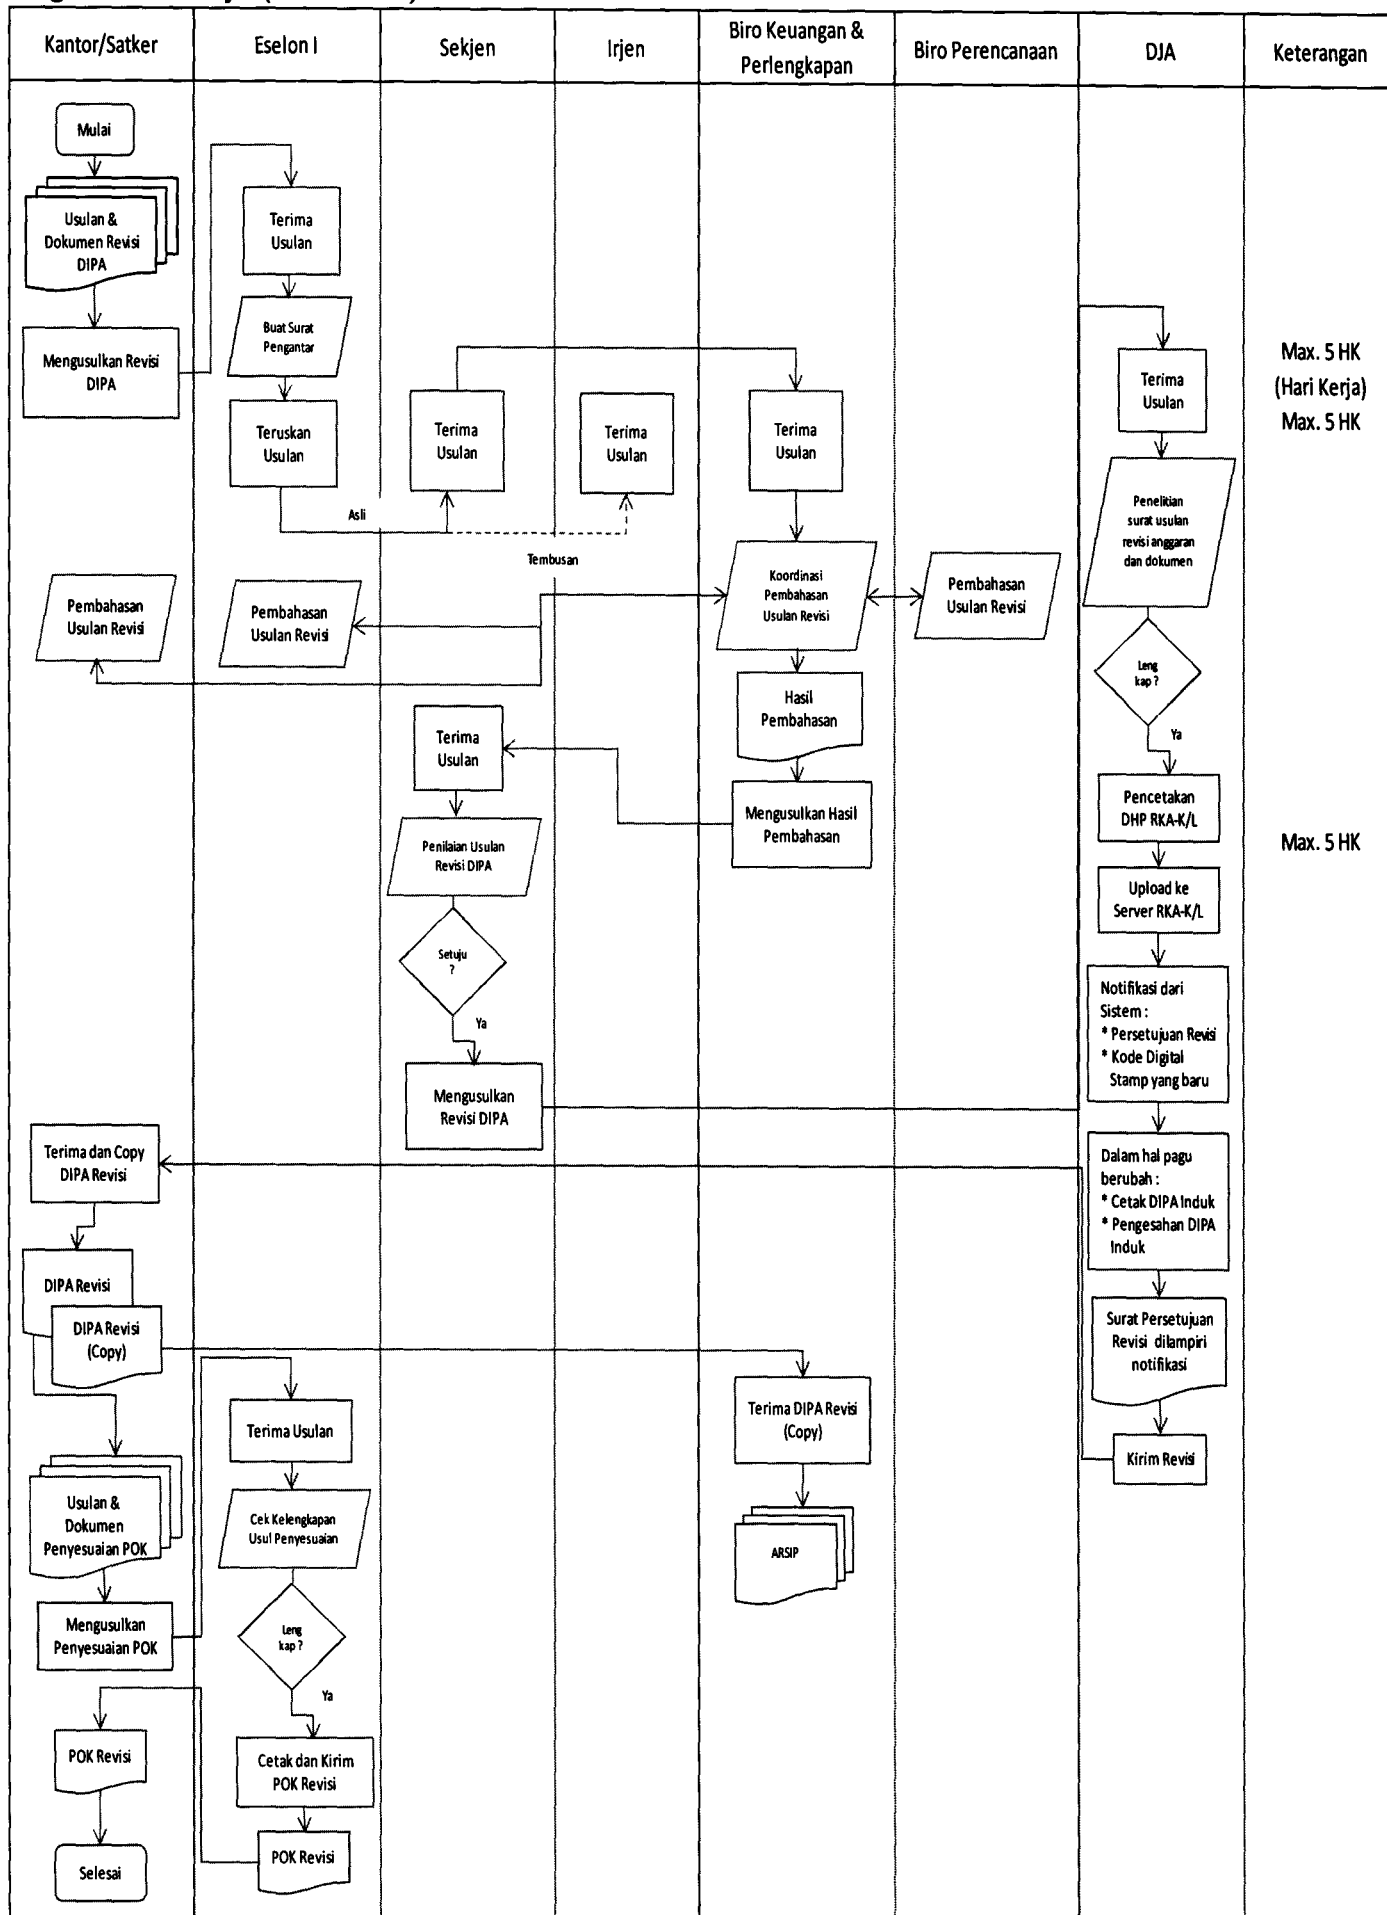 Kantor/Satker
Eselon I
Sekjen
Irjen
Biro Keuangan &
Perlengkapan
Biro Perencanaan
DJA
Keterangan
Mulai
Usulan &
Dokumen Revisi
DIPA
Mengusulkan Revisi
DIPA
Terima
Usulan
Buat Surat
Pengantar
Teruskan
Usulan
Asli
Terima
Usulan
Terima
Usulan
Tembusan
Terima
Usulan
Koordinasi
Pembahasan
Usulan Revisi
Pembahasan
Usulan Revisi
Pembahasan
Usulan Revisi
Pembahasan
Usulan Revisi
Hasil
Pembahasan
Mengusulkan Hasil
Pembahasan
Terima
Usulan
Penilaian Usulan
Revisi DIPA
Setuju
?
Ya
Mengusulkan
Revisi DIPA
Terima
Usulan
Max. 5 HK
(Hari Kerja)
Max. 5 HK
Penelitian
surat usulan
revisi anggaran
dan dokumen
Leng
kap ?
Ya
Pencetakan
DHP RKA-K/L
Max. 5 HK
Upload ke
Server RKA-K/L
Notifikasi dari
Sistem :
* Persetujuan Revisi
* Kode Digital
Stamp yang baru
Dalam hal pagu
berubah :
* Cetak DIPA Induk
* Pengesahan DIPA
Induk
Surat Persetujuan
Revisi dilampiri
notifikasi
Kirim Revisi
Terima dan Copy
DIPA Revisi
DIPA Revisi
DIPA Revisi
(Copy)
Terima DIPA Revisi
(Copy)
ARSIP
Usulan &
Dokumen
Penyesuaian POK
Mengusulkan
Penyesuaian POK
Terima Usulan
Cek Kelengkapan
Usul Penyesuaian
Leng
kap ?
Ya
Cetak dan Kirim
POK Revisi
POK Revisi
POK Revisi
Selesai